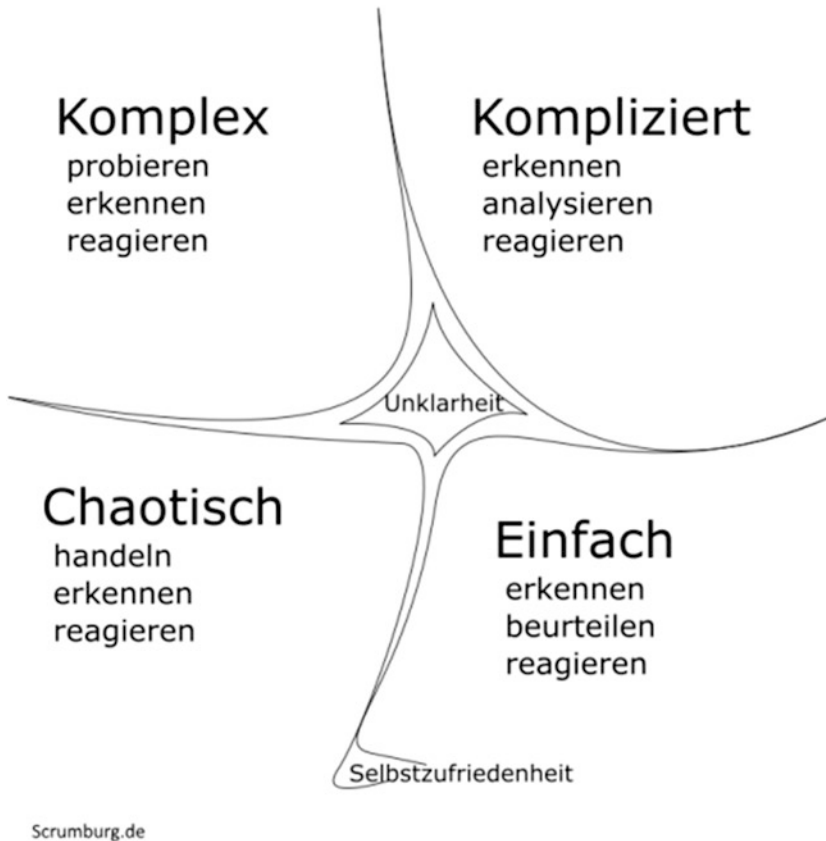 Komplex
probieren
erkennen
reagieren
Kompliziert
erkennen
analysieren
reagieren
Unklarheit
Chaotisch
handeln
erkennen
reagieren
Einfach
erkennen
beurteilen
reagieren
Selbstzufriedenheit
Scrumburg.de